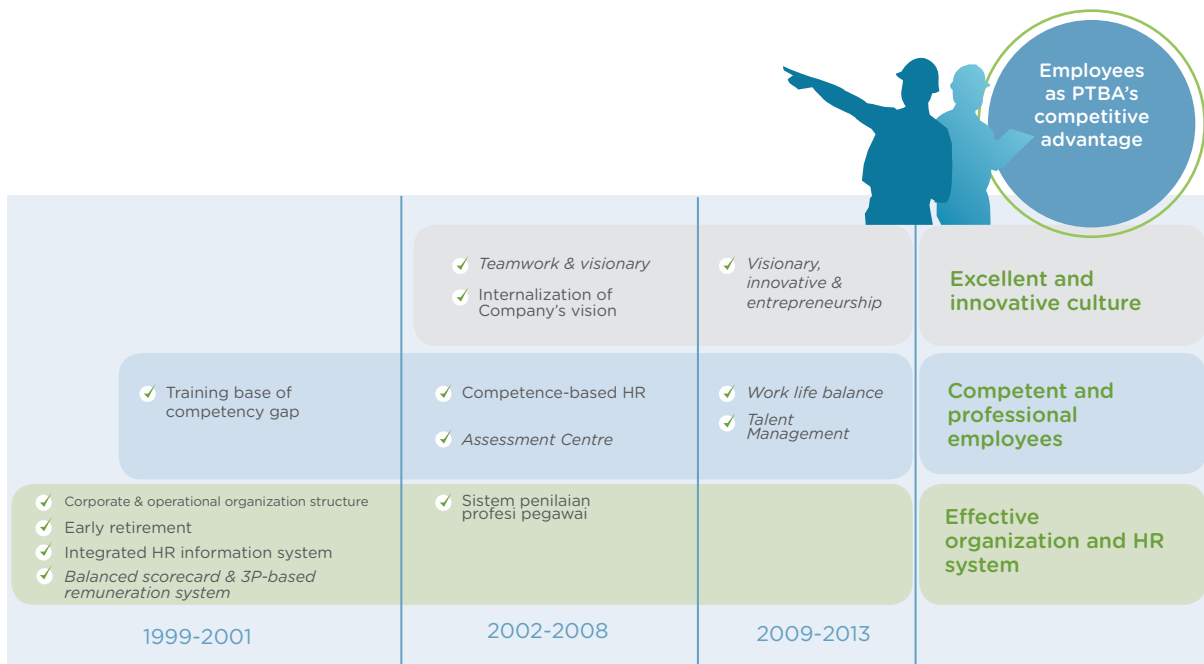 Employees
as PTBA's
competitive
advantage
Teamwork & visionary
Internalization of
Company's vision
Visionary,
innovative &
entrepreneurship
Excellent and
innovative culture
Training base of
competency gap
Competence-based HR
Assessment Centre
Work life balance
Talent
Management
Competent and
professional
employees
Corporate & operational organization structure
Early retirement
Integrated HR information system
Balanced scorecard & 3P-based
remuneration system
Sistem penilaian
profesi pegawai
Effective
organization and HR
system
1999-2001
2002-2008
2009-2013